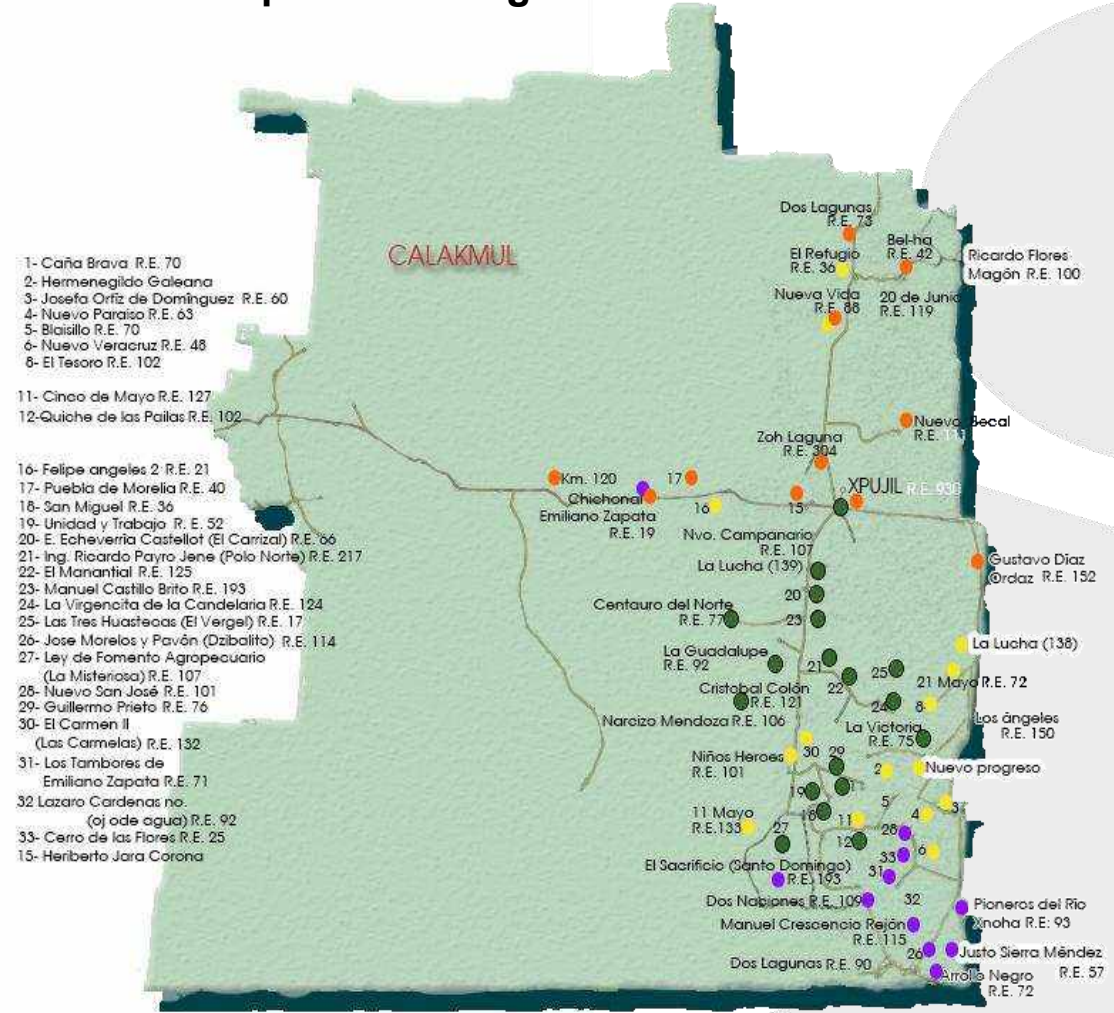 CALAKMUL
1- Caña Brava R.E. 70
2- Hermenegildo Galeana
3- Josefa Ortíz de Domínguez R.E. 60
4- Nuevo Paraíso R.E. 63
5- Blaisillo R.E. 70
6- Nuevo Veracruz R.E. 48
8- El Tesoro R.E. 102
11- Cinco de Mayo R.E. 127
12-Quiche de las Pailas R.E. 102
16- Felipe angeles 2 R.E. 21
17- Puebla de Morelia R.E. 40
18- San Miguel R.E. 36
19- Unidad y Trabajo R. E. 52
20- E. Echeverria Castellot (El Carrizal) R.E. 66
21- Ing. Ricardo Payro Jene (Polo Norte) R.E. 217
22- El Manantial R.E. 125
23- Manuel Castillo Brito R.E. 193
24- La Virgencita de la Candelaria R.E. 124
25- Las Tres Huastecas (El Vergel) R.E. 17
26- Jose Morelos y Pavón (Dzibalito) R.E. 114
27- Ley de Fomento Agropecuario
(La Misteriosa) R.E. 107
28- Nuevo San José R.E. 101
29- Guillermo Prieto R.E. 76
30- El Carmen II
(Las Carmelas) R.E. 132
31- Los Tambores de
Emiliano Zapata R.E. 71
32 Lazaro Cardenas no.
(oj ode agua) R.E. 92
33- Cerro de las Flores R.E. 25
15- Heriberto Jara Corona
Dos Lagunas
R.E. 73
Bel-ha
R.E. 42
El Refugio
R.E. 36
Ricardo Flores
Magón R.E. 100
Nueva Vida
R.E. 88
20 de Junio
R.E. 119
Nuevo Becal
R.E. 111
Zoh Laguna
R.E. 304
Km. 120
17
XPUJIL R.E. 930
Chichonal
Emiliano Zapata
R.E. 19
16
15
Nvo. Campanario
R.E. 107
La Lucha (139)
Gustavo Díaz
Ordaz R.E. 152
20
Centauro del Norte
R.E. 77
23
La Lucha (138)
La Guadalupe
R.E. 92
21
25
22
21 Mayo R.E. 72
Cristobal Colón
R.E. 121
24
8
Narcizo Mendoza R.E. 106
La Victoria
R.E. 75
Los ángeles
R.E. 150
Niños Heroes
R.E. 101
30
29
2
Nuevo progreso
19
1
5
3
11 Mayo
R.E.133
18
11
4
27
12
28
33
6
El Sacrificio (Santo Domingo)
R.E. 193
31
Dos Naciones R.E. 109
32
Pioneros del Río
Xnoha R.E: 93
Manuel Crescencio Rejón
R.E. 115
26
Justo Sierra Méndez
R.E. 57
Dos Lagunas R.E. 90
Arrollo Negro
R.E. 72